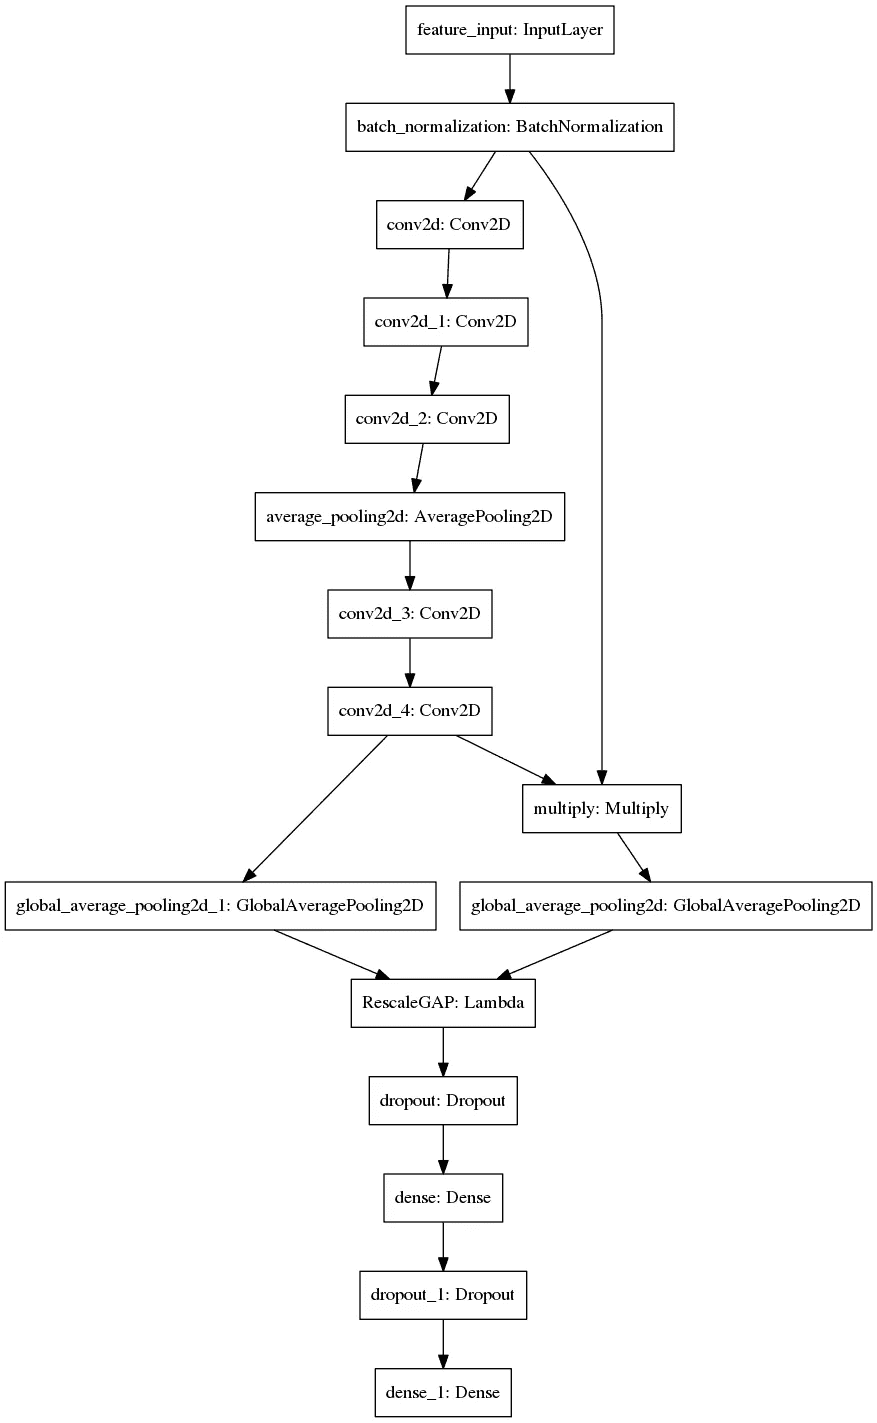 feature_input: InputLayer
batch_normalization: BatchNormalization
conv2d: Conv2D
conv2d_1: Conv2D
conv2d_2: Conv2D
average_pooling2d: AveragePooling2D
conv2d_3: Conv2D
conv2d_4: Conv2D
multiply: Multiply
global_average_pooling2d_1: GlobalAveragePooling2D
global_average_pooling2d: GlobalAveragePooling2D
RescaleGAP: Lambda
dropout: Dropout
dense: Dense
dropout_1: Dropout
dense_1: Dense